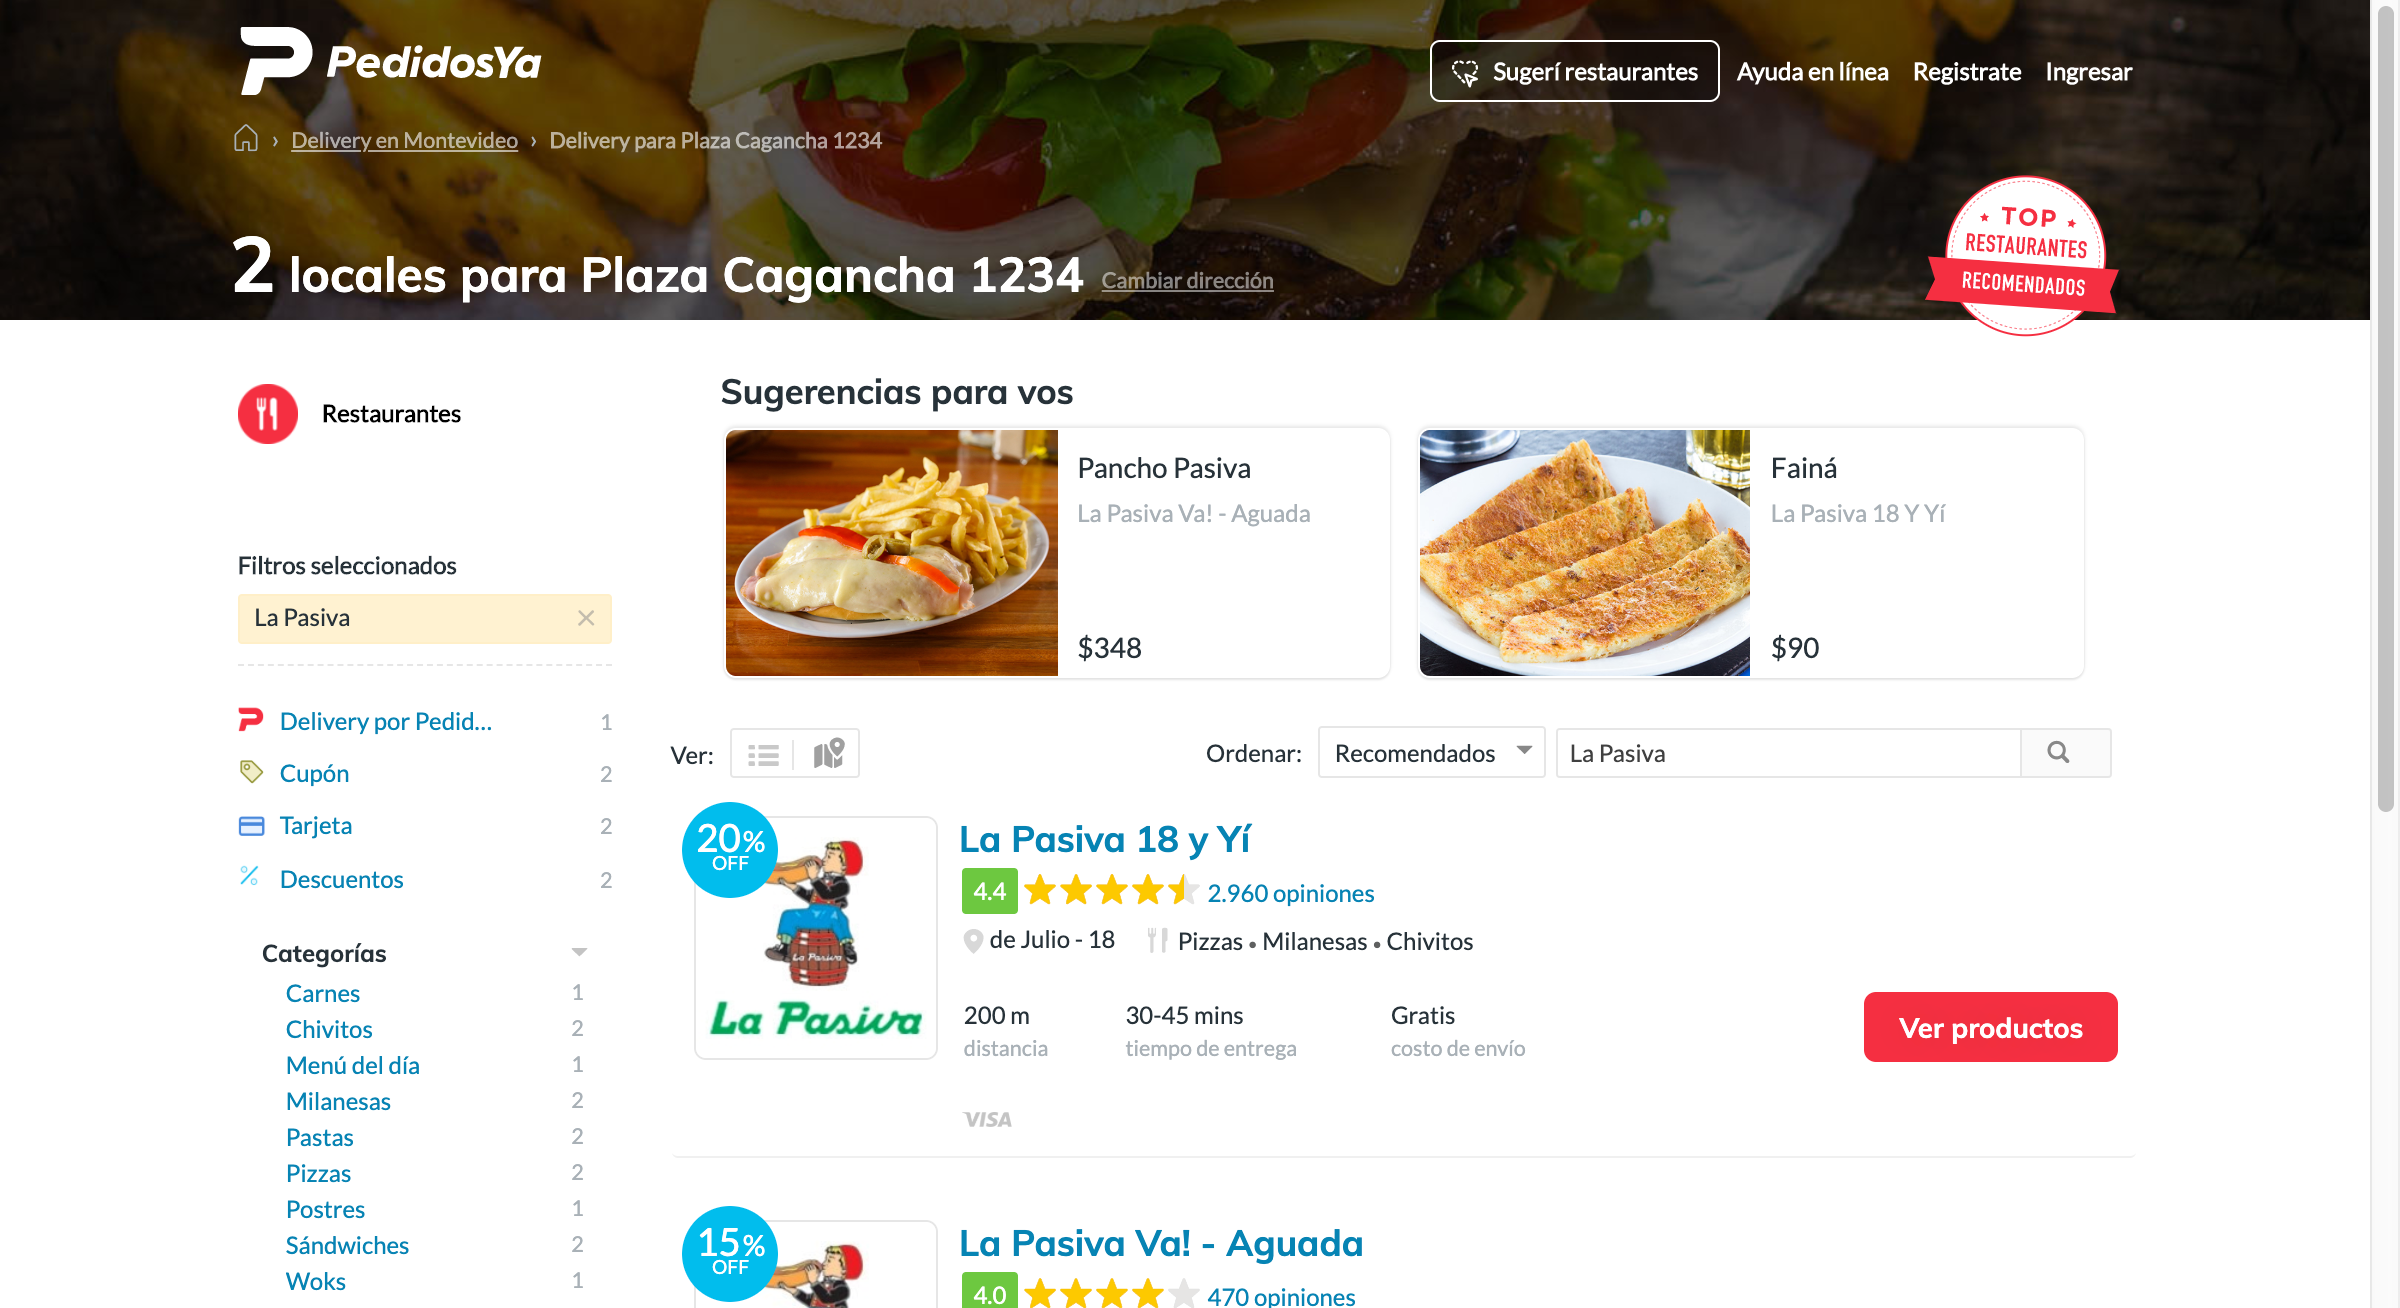 PedidosYa
Sugerí restaurantes
Ayuda en línea
Registrate
Ingresar
› Delivery en Montevideo › Delivery para Plaza Cagancha 1234
2 locales para Plaza Cagancha 1234 Cambiar dirección
TOP
RESTAURANTES
RECOMENDADOS
Restaurantes
Filtros seleccionados
La Pasiva
Delivery por Pedid... 1
Cupón 2
Tarjeta 2
Descuentos 2
Categorías
Carnes 1
Chivitos 2
Menú del día 1
Milanesas 2
Pastas 2
Pizzas 2
Postres 1
Sándwiches 2
Woks 1
Sugerencias para vos
Pancho Pasiva
La Pasiva Va! - Aguada
$348
Fainá
La Pasiva 18 Y Yí
$90
Ver:
Ordenar: Recomendados
La Pasiva
20% OFF
La Pasiva
La Pasiva
La Pasiva 18 y Yí
4.4 2.960 opiniones
de Julio - 18 Pizzas • Milanesas • Chivitos
200 m 30-45 mins Gratis
distancia tiempo de entrega costo de envío
Ver productos
VISA
15% OFF
La Pasiva Va! - Aguada
4.0 470 opiniones